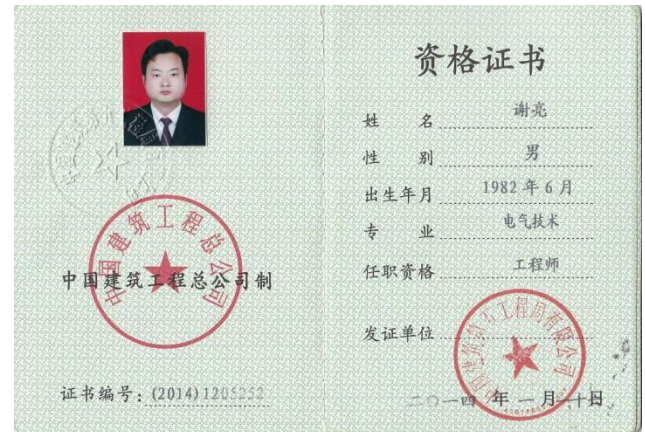 中国建筑工程总公司
中国建筑工程总公司制
证书编号：(2014)1205252
资格证书
姓 名 谢亮
性 别 男
出生年月 1982年6月
专 业 电气技术
任职资格 工程师
发证单位
二〇一四年一月十日